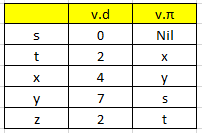 v.d v.π
s 0 Nil
t 2 x
x 4 y
y 7 s
z 2 t